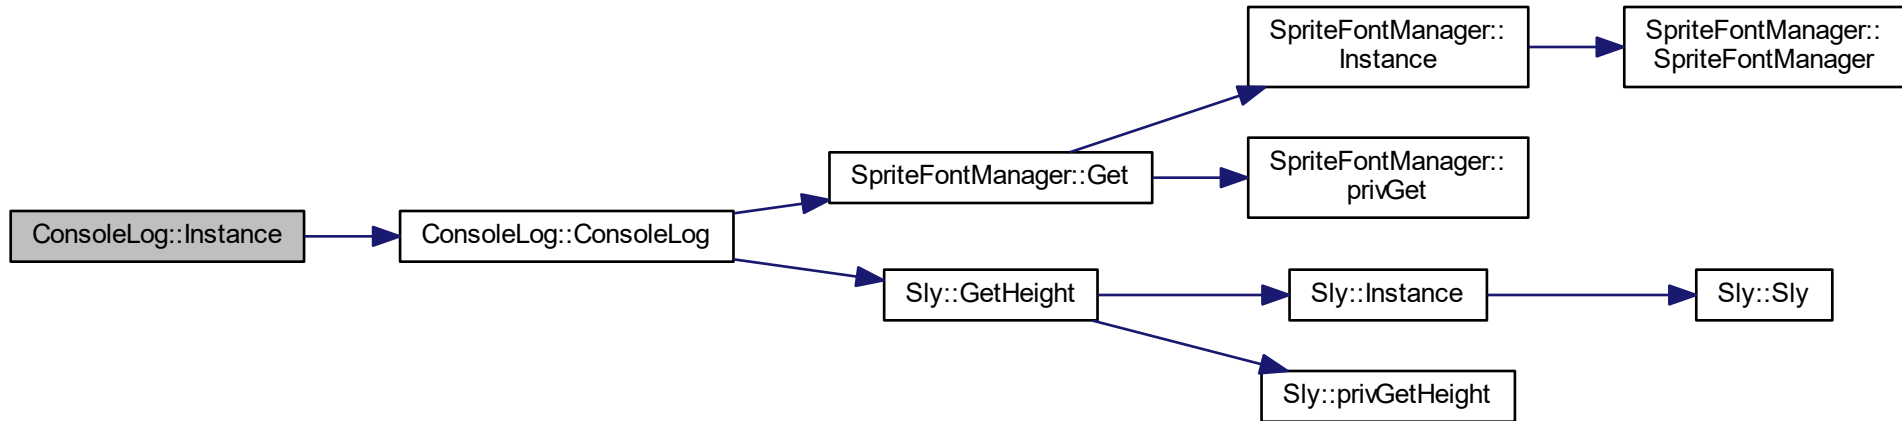 ConsoleLog::Instance
ConsoleLog::ConsoleLog
SpriteFontManager::Get
SpriteFontManager::
Instance
SpriteFontManager::
SpriteFontManager
SpriteFontManager::
privGet
Sly::GetHeight
Sly::Instance
Sly::Sly
Sly::privGetHeight